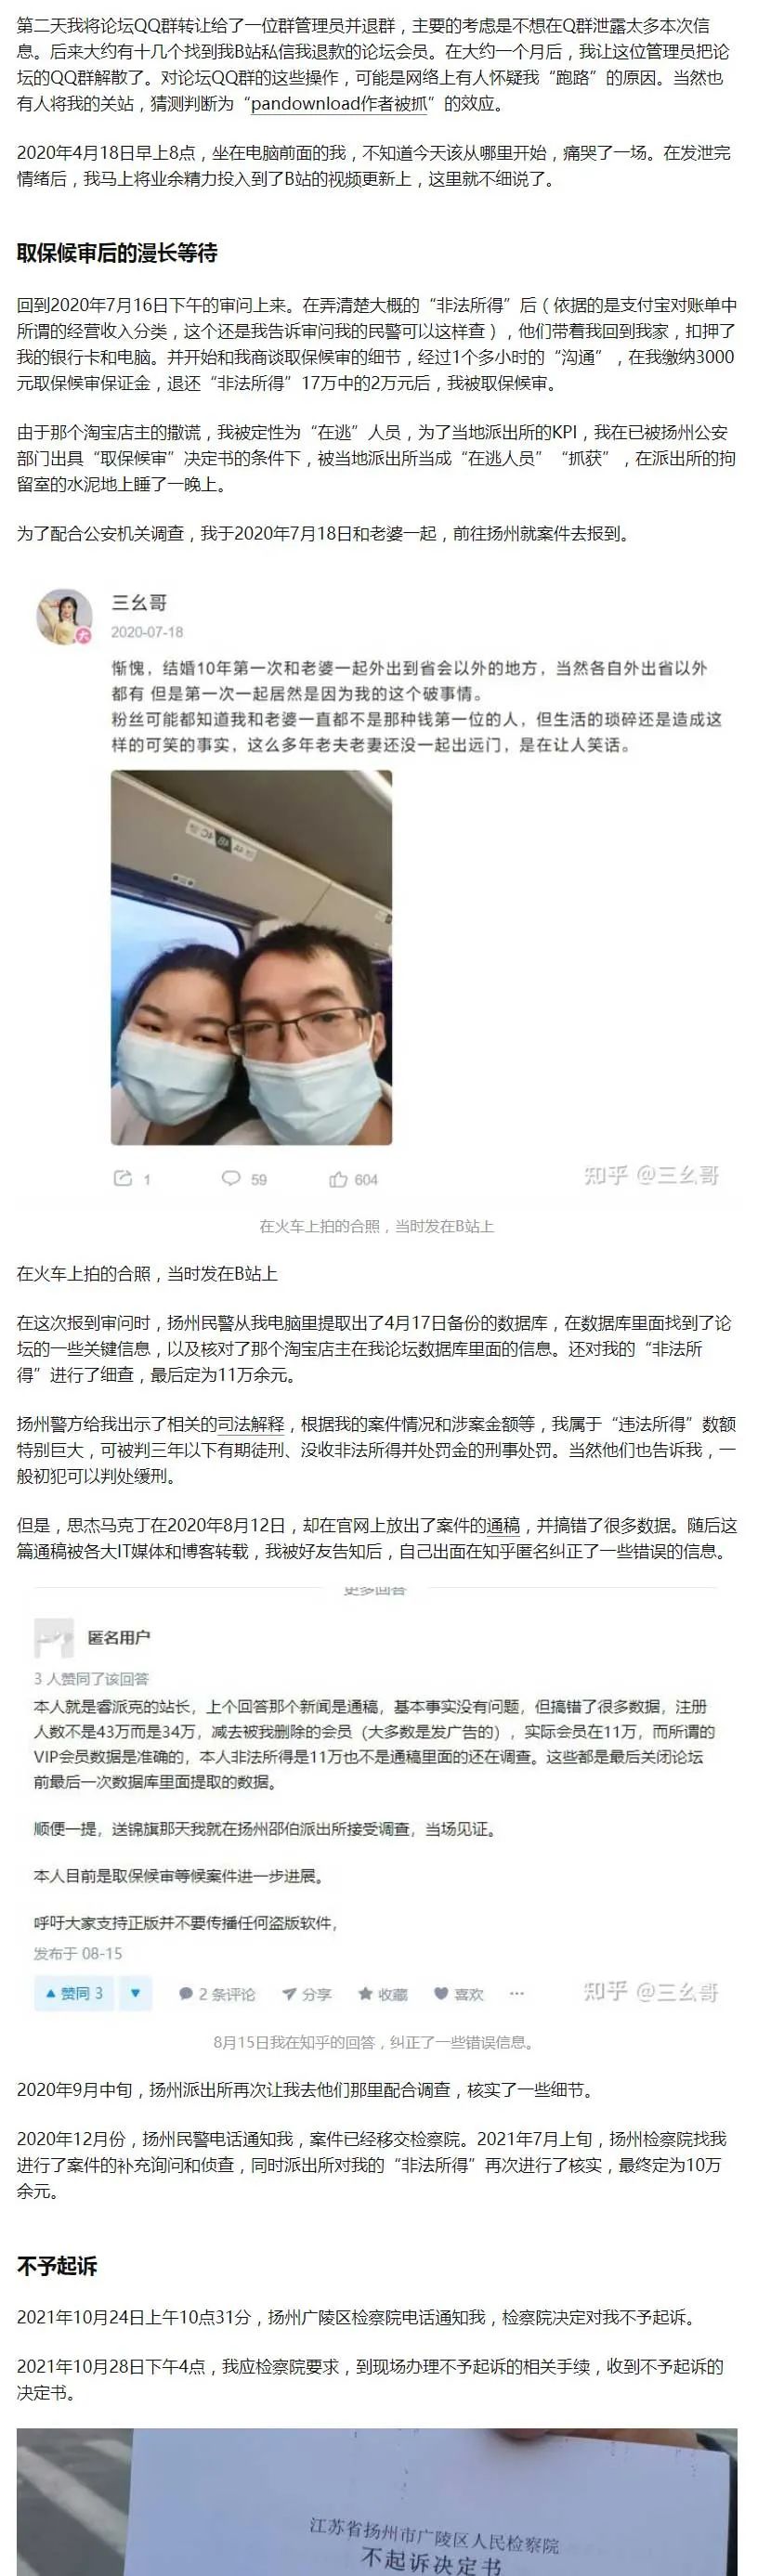 第二天我将论坛QQ群转让给了一位群管理员并退群，主要的考虑是不想在Q群泄露太多本次信
息。后来大约有十几个找到我B站私信我退款的论坛会员。在大约一个月后，我让这位管理员把论
坛的QQ群解散了。对论坛QQ群的这些操作，可能是网络上有人怀疑我“跑路”的原因。当然也
有人将我的关站，猜测判断为“pandownload作者被抓”的效应。
2020年4月18日早上8点，坐在电脑前面的我，不知道今天该从哪里开始，痛哭了一场。在发泄完
情绪后，我马上将业余精力投入到了B站的视频更新上，这里就不细说了。
取保候审后的漫长等待
回到2020年7月16日下午的审问上来。在弄清楚大概的“非法所得”后（依据的是支付宝对账单中
所谓的经营收入分类，这个还是我告诉审问我的民警可以这样查），他们带着我回到我家，扣押了
我的银行卡和电脑。并开始和我商谈取保候审的细节，经过1个多小时的“沟通”，在我缴纳3000
元取保候审保证金，退还“非法所得”17万中的2万元后，我被取保候审。
由于那个淘宝店主的撒谎，我被定性为“在逃”人员，为了当地派出所的KPI，我在已被扬州公安
部门出具“取保候审”决定书的条件下，被当地派出所当成“在逃人员”“抓获”，在派出所的拘
留室的水泥地上睡了一晚上。
为了配合公安机关调查，我于2020年7月18日和老婆一起，前往扬州就案件去报到。
三幺哥
2020-07-18
惭愧，结婚10年第一次和老婆一起外出到省会以外的地方，当然各自外出省以外
都有 但是第一次一起居然是因为我的这个破事情。
粉丝可能都知道我和老婆一直都不是那种钱第一位的人，但生活的琐碎还是造成这
样的可笑的事实，这么多年老夫老妻还没一起出远门，是在让人笑话。
1 59 604
知乎 @三幺哥
在火车上拍的合照，当时发在B站上
在火车上拍的合照，当时发在B站上
在这次报到审问时，扬州民警从我电脑里提取出了4月17日备份的数据库，在数据库里面找到了论
坛的一些关键信息，以及核对了那个淘宝店主在我论坛数据库里面的信息。还对我的“非法所
得”进行了细查，最后定为11万余元。
扬州警方给我出示了相关的司法解释，根据我的案件情况和涉案金额等，我属于“违法所得”数额
特别巨大，可被判三年以下有期徒刑、没收非法所得并处罚金的刑事处罚。当然他们也告诉我，一
般初犯可以判处缓刑。
但是，思杰马克丁在2020年8月12日，却在官网上放出了案件的通稿，并搞错了很多数据。随后这
篇通稿被各大IT媒体和博客转载，我被好友告知后，自己出面在知乎匿名纠正了一些错误的信息。
更多回答
匿名用户
3 人赞同了该回答
本人就是睿派克的站长，上个回答那个新闻是通稿，基本事实没有问题，但搞错了很多数据，注册
人数不是43万而是34万，减去被我删除的会员（大多数是发广告的），实际会员在11万，而所谓的
VIP会员数据是准确的，本人非法所得是11万也不是通稿里面的还在调查。这些都是最后关闭论坛
前最后一次数据库里面提取的数据。
顺便一提，送锦旗那天我就在扬州邵伯派出所接受调查，当场见证。
本人目前是取保候审等候案件进一步进展。
呼吁大家支持正版并不要传播任何盗版软件，
发布于 08-15
赞同 3 2 条评论 分享 收藏 喜欢 ···
知乎 @三幺哥
8月15日我在知乎的回答，纠正了一些错误信息。
2020年9月中旬，扬州派出所再次让我去他们那里配合调查，核实了一些细节。
2020年12月份，扬州民警电话通知我，案件已经移交检察院。2021年7月上旬，扬州检察院找我
进行了案件的补充询问和侦查，同时派出所对我的“非法所得”再次进行了核实，最终定为10万
余元。
不予起诉
2021年10月24日上午10点31分，扬州广陵区检察院电话通知我，检察院决定对我不予起诉。
2021年10月28日下午4点，我应检察院要求，到现场办理不予起诉的相关手续，收到不予起诉的
决定书。
江苏省扬州市广陵区人民检察院
不起诉决定书